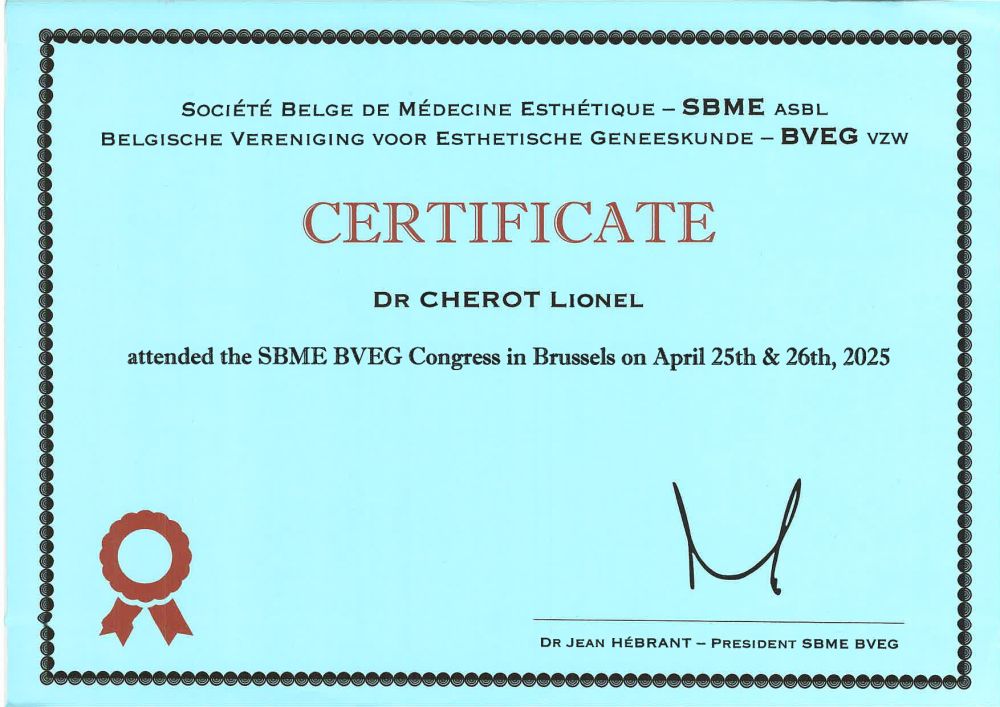 Société Belge de Médecine Esthétique – SBME asbl
Belgische Vereniging voor Esthetische Geneeskunde – BVEG vzw
CERTIFICATE
Dr CHEROT Lionel
attended the SBME BVEG Congress in Brussels on April 25th & 26th, 2025
Dr Jean Hébrant – President SBME BVEG